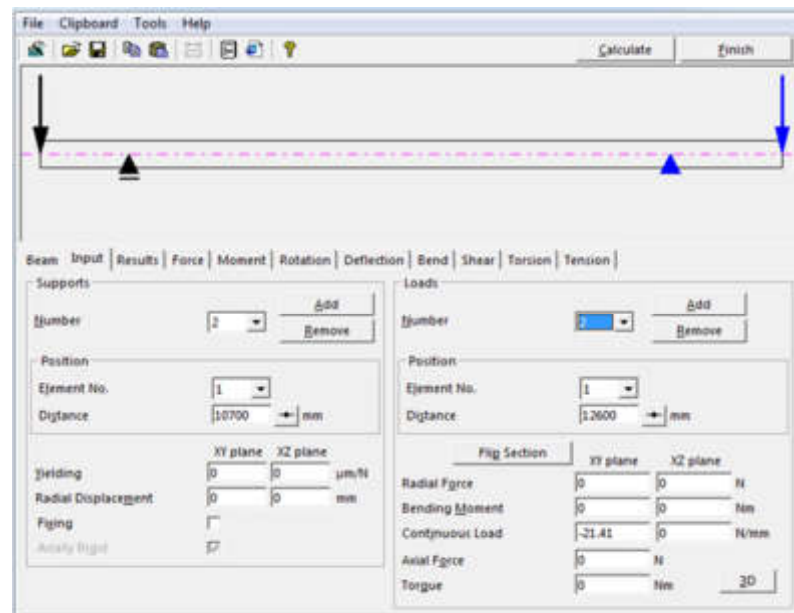 File Clipboard Tools Help
Calculate Finish
Beam Input Results Force Moment Rotation Deflection Bend Shear Torsion Tension
Supports
Number 2 Add
Remove
Position
Element No. 1
Distance 10700 mm
XY plane XZ plane
Yielding 0 0 µm/N
Radial Displacement 0 0 mm
Fixing
Axially Rigid
Loads
Number 2 Add
Remove
Position
Element No. 1
Distance 12600 mm
Flip Section XY plane XZ plane
Radial Force 0 0 N
Bending Moment 0 0 Nm
Continuous Load -21.41 0 N/mm
Axial Force 0 N
Torque 0 Nm 3D